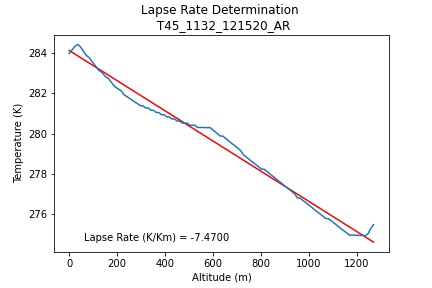 Lapse Rate Determination
T45_1132_121520_AR
Temperature (K)
284
282
280
278
276
Lapse Rate (K/Km) = -7.4700
0 200 400 600 800 1000 1200
Altitude (m)